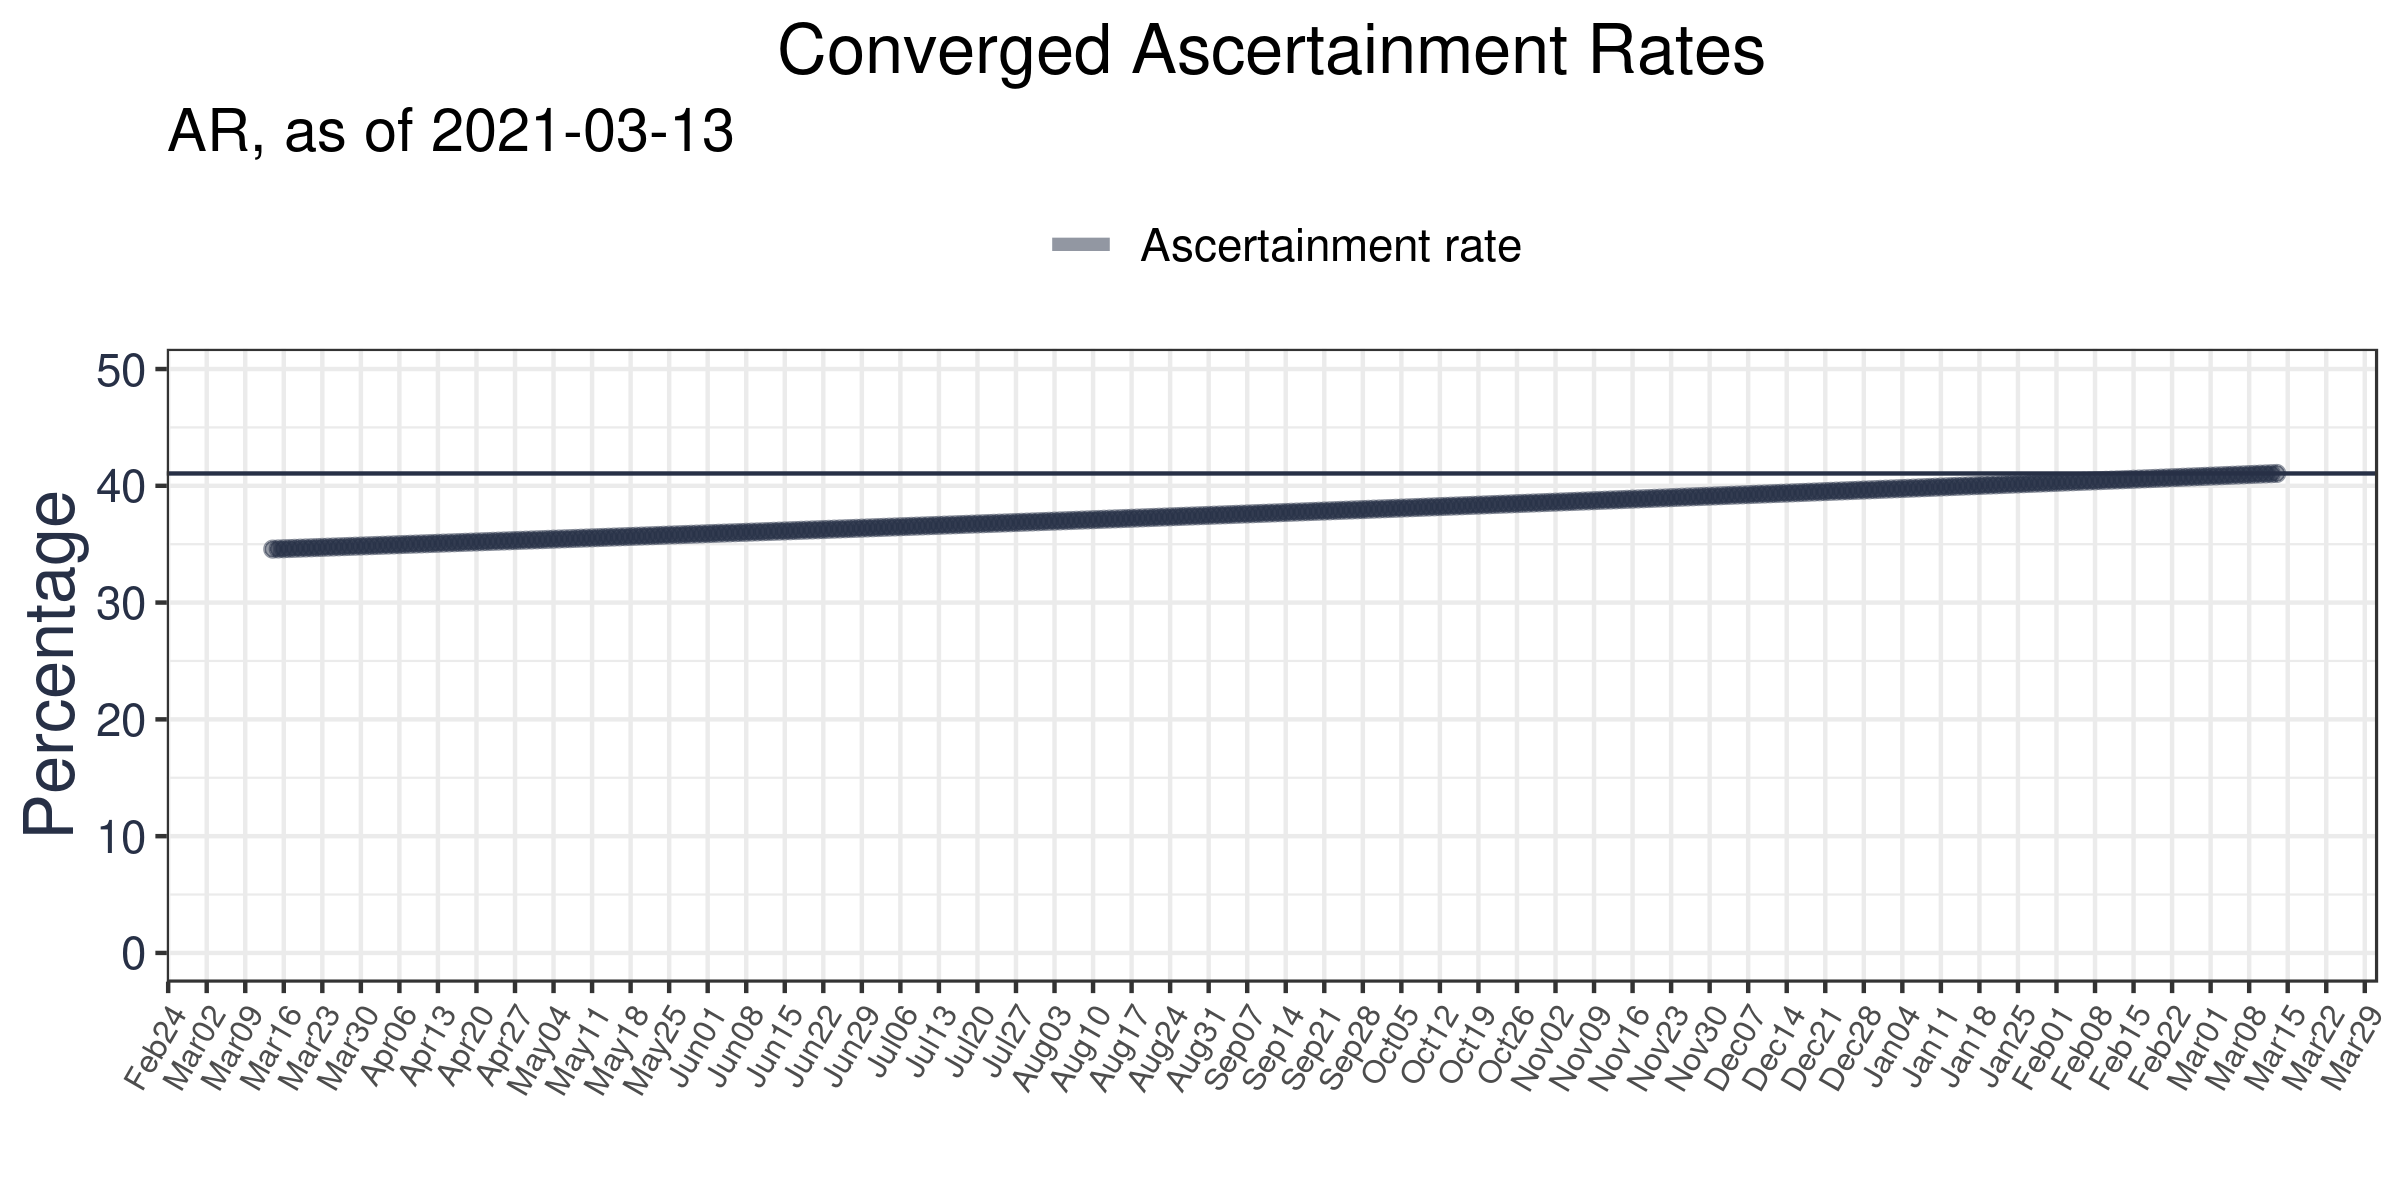 Converged Ascertainment Rates
AR, as of 2021-03-13
Ascertainment rate
Percentage
50
40
30
20
10
0
Feb24
Mar02
Mar09
Mar16
Mar23
Mar30
Apr06
Apr13
Apr20
Apr27
May04
May11
May18
May25
Jun01
Jun08
Jun15
Jun22
Jun29
Jul06
Jul13
Jul20
Jul27
Aug03
Aug10
Aug17
Aug24
Aug31
Sep07
Sep14
Sep21
Sep28
Oct05
Oct12
Oct19
Oct26
Nov02
Nov09
Nov16
Nov23
Nov30
Dec07
Dec14
Dec21
Dec28
Jan04
Jan11
Jan18
Jan25
Feb01
Feb08
Feb15
Feb22
Mar01
Mar08
Mar15
Mar22
Mar29